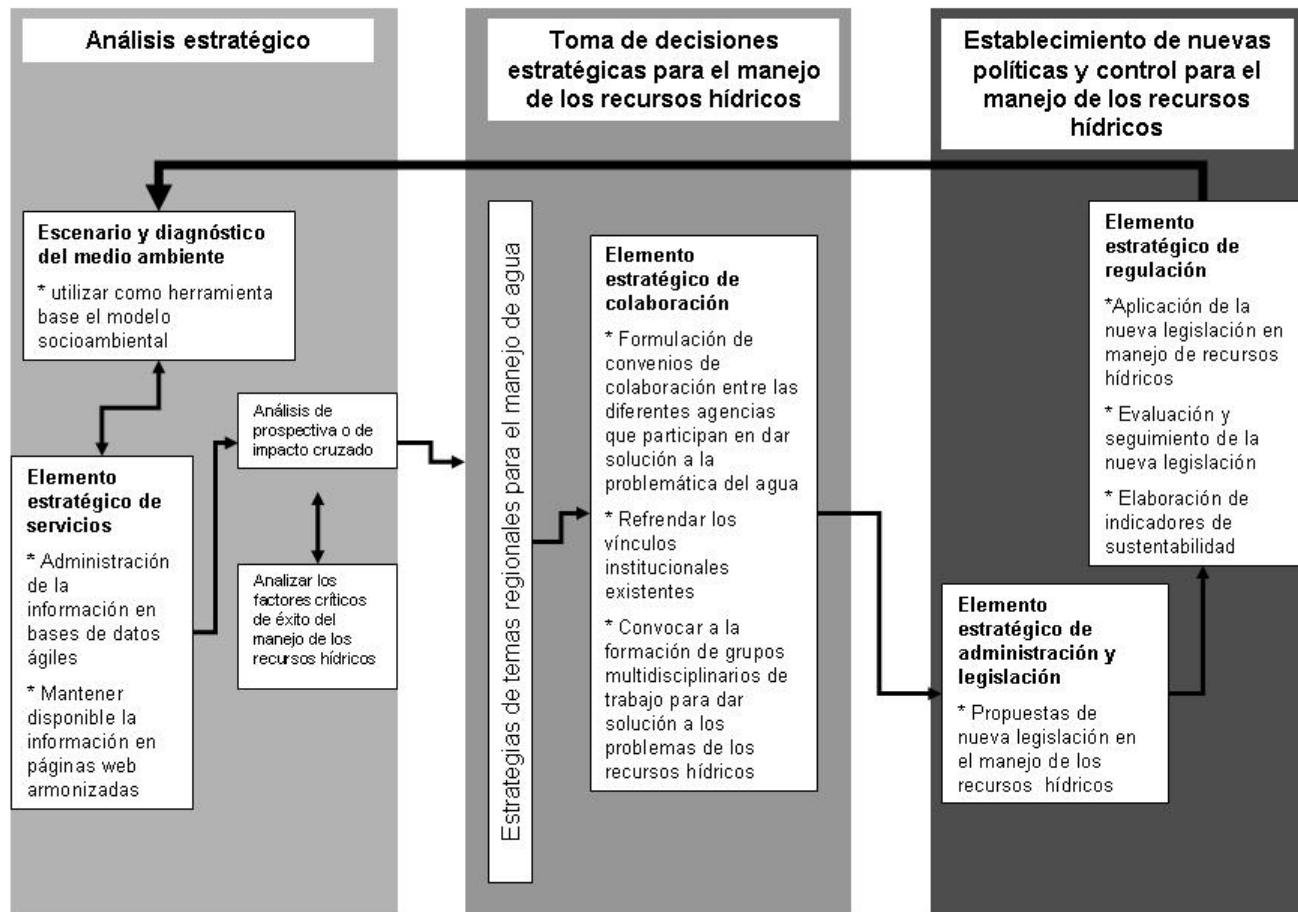 Análisis estratégico
Escenario y diagnóstico
del medio ambiente
* utilizar como herramienta
base el modelo
socioambiental
Elemento
estratégico de
servicios
* Administración
de la
información en
bases de datos
ágiles
* Mantener
disponible la
información en
páginas web
armonizadas
Análisis de
prospectiva o de
impacto cruzado
Analizar los
factores críticos
de éxito del
manejo de los
recursos hídricos
Toma de decisiones
estratégicas para el manejo
de los recursos hídricos
Estrategias de temas regionales para el manejo de agua
Elemento
estratégico de
colaboración
* Formulación de
convenios de
colaboración entre las
diferentes agencias
que participan en dar
solución a la
problemática del agua
* Refrendar los
vínculos
institucionales
existentes
* Convocar a la
formación de grupos
multidisciplinarios de
trabajo para dar
solución a los
problemas de los
recursos hídricos
Establecimiento de nuevas
políticas y control para el
manejo de los recursos
hídricos
Elemento
estratégico de
administración y
legislación
* Propuestas de
nueva legislación en
el manejo de los
recursos hídricos
Elemento
estratégico de
regulación
*Aplicación de la
nueva legislación en
manejo de recursos
hídricos
* Evaluación y
seguimiento de la
nueva legislación
* Elaboración de
indicadores de
sustentabilidad